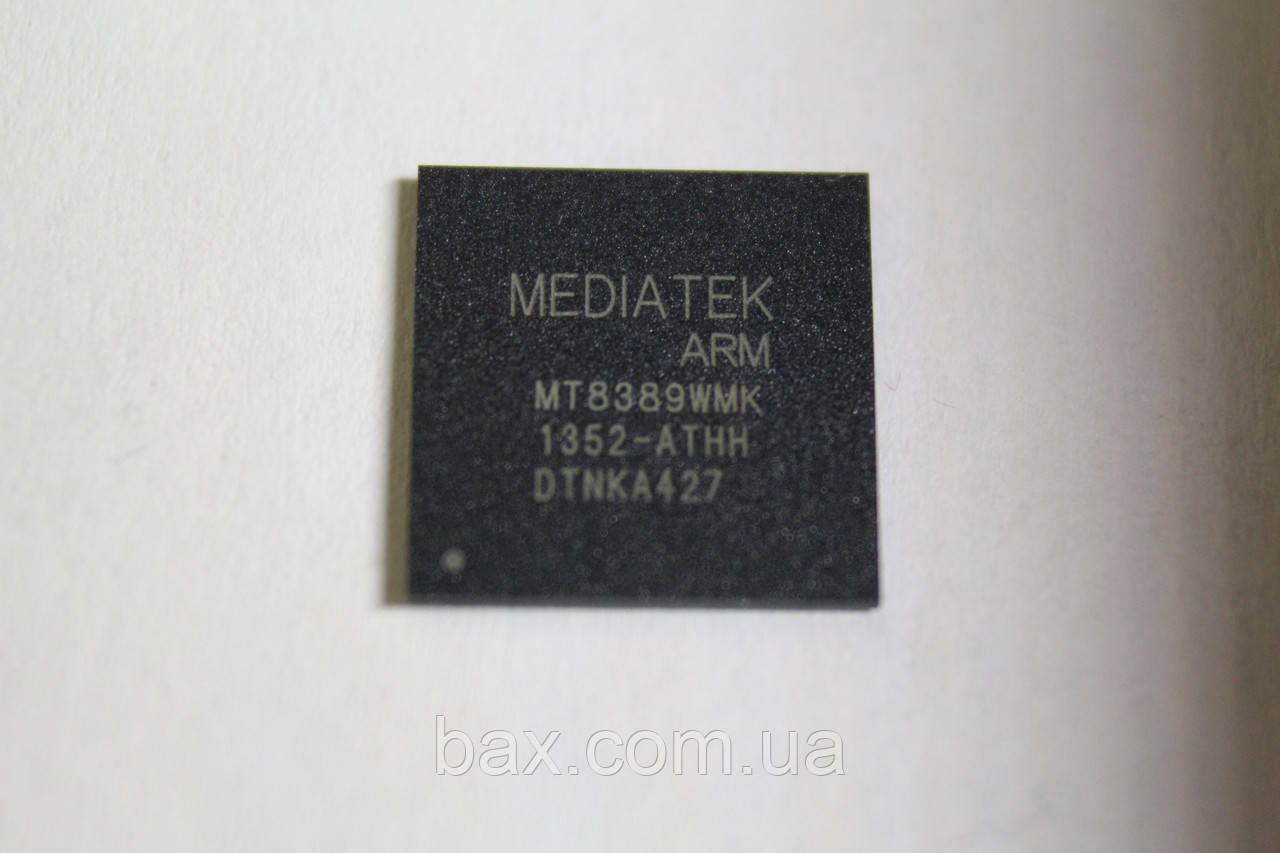 MEDIATEK
ARM
MT8389WMK
1352-ATHH
DTNKA427
bax.com.ua